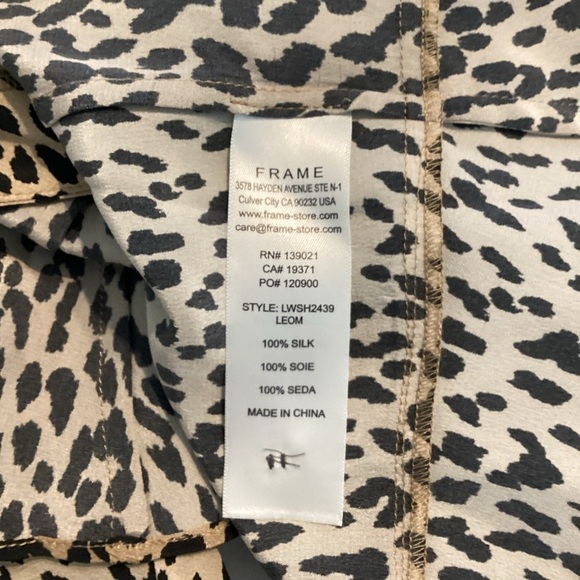 FRAME
3578 HAYDEN AVENUE STE N-1
Culver City CA 90232 USA
www.frame-store.com
care@frame-store.com
RN# 139021
CA# 19371
PO# 120900
STYLE: LWSH2439
LEOM
100% SILK
100% SOIE
100% SEDA
MADE IN CHINA